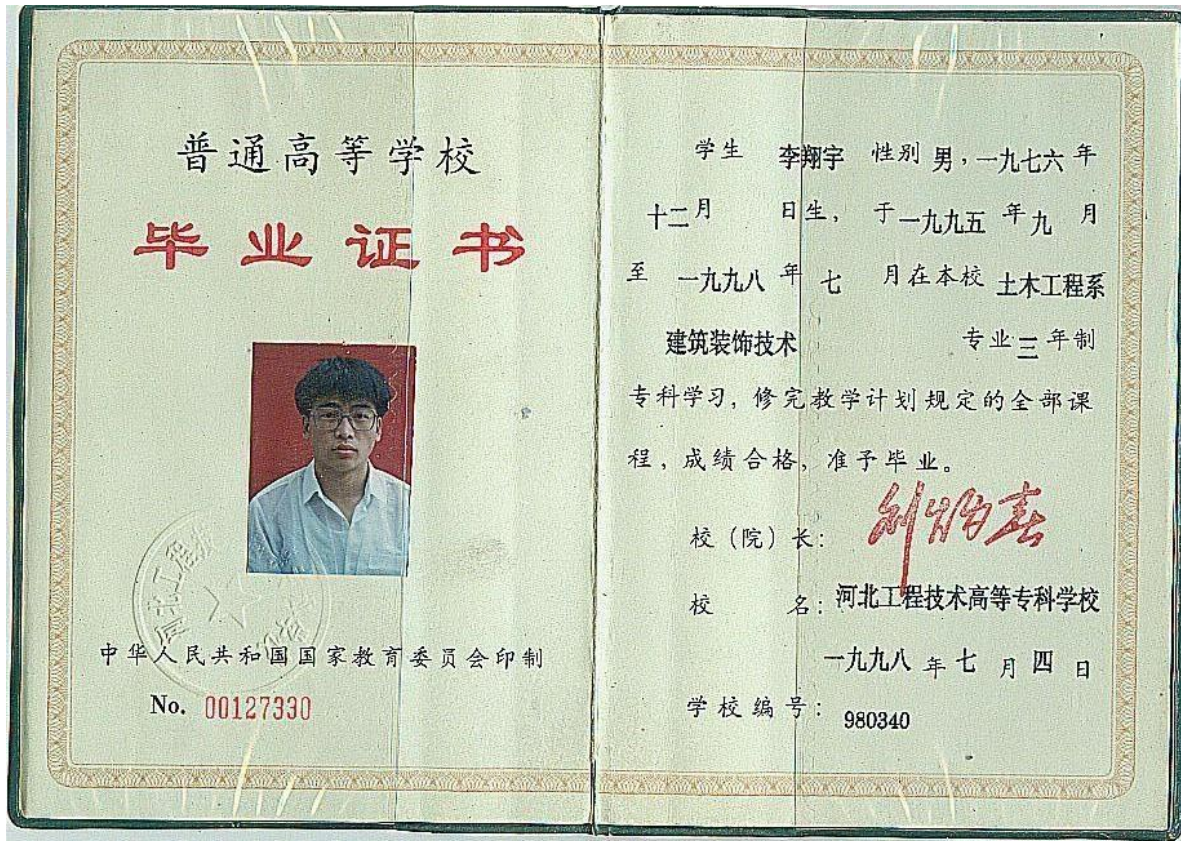 普通高等学校
毕业证书
河北工程技
中华人民共和国国家教育委员会印制
No. 00127330
学生 李翔宇 性别 男，一九七六 年
十二月 日生， 于一九九五 年九 月
至 一九九八 年 七 月在本校 土木工程系
建筑装饰技术 专业三年制
专科学习，修完教学计划规定的全部课
程，成绩合格，准予毕业。
校（院）长：
校 名：河北工程技术高等专科学校
一九九八 年 七 月 四 日
学校编号：980340